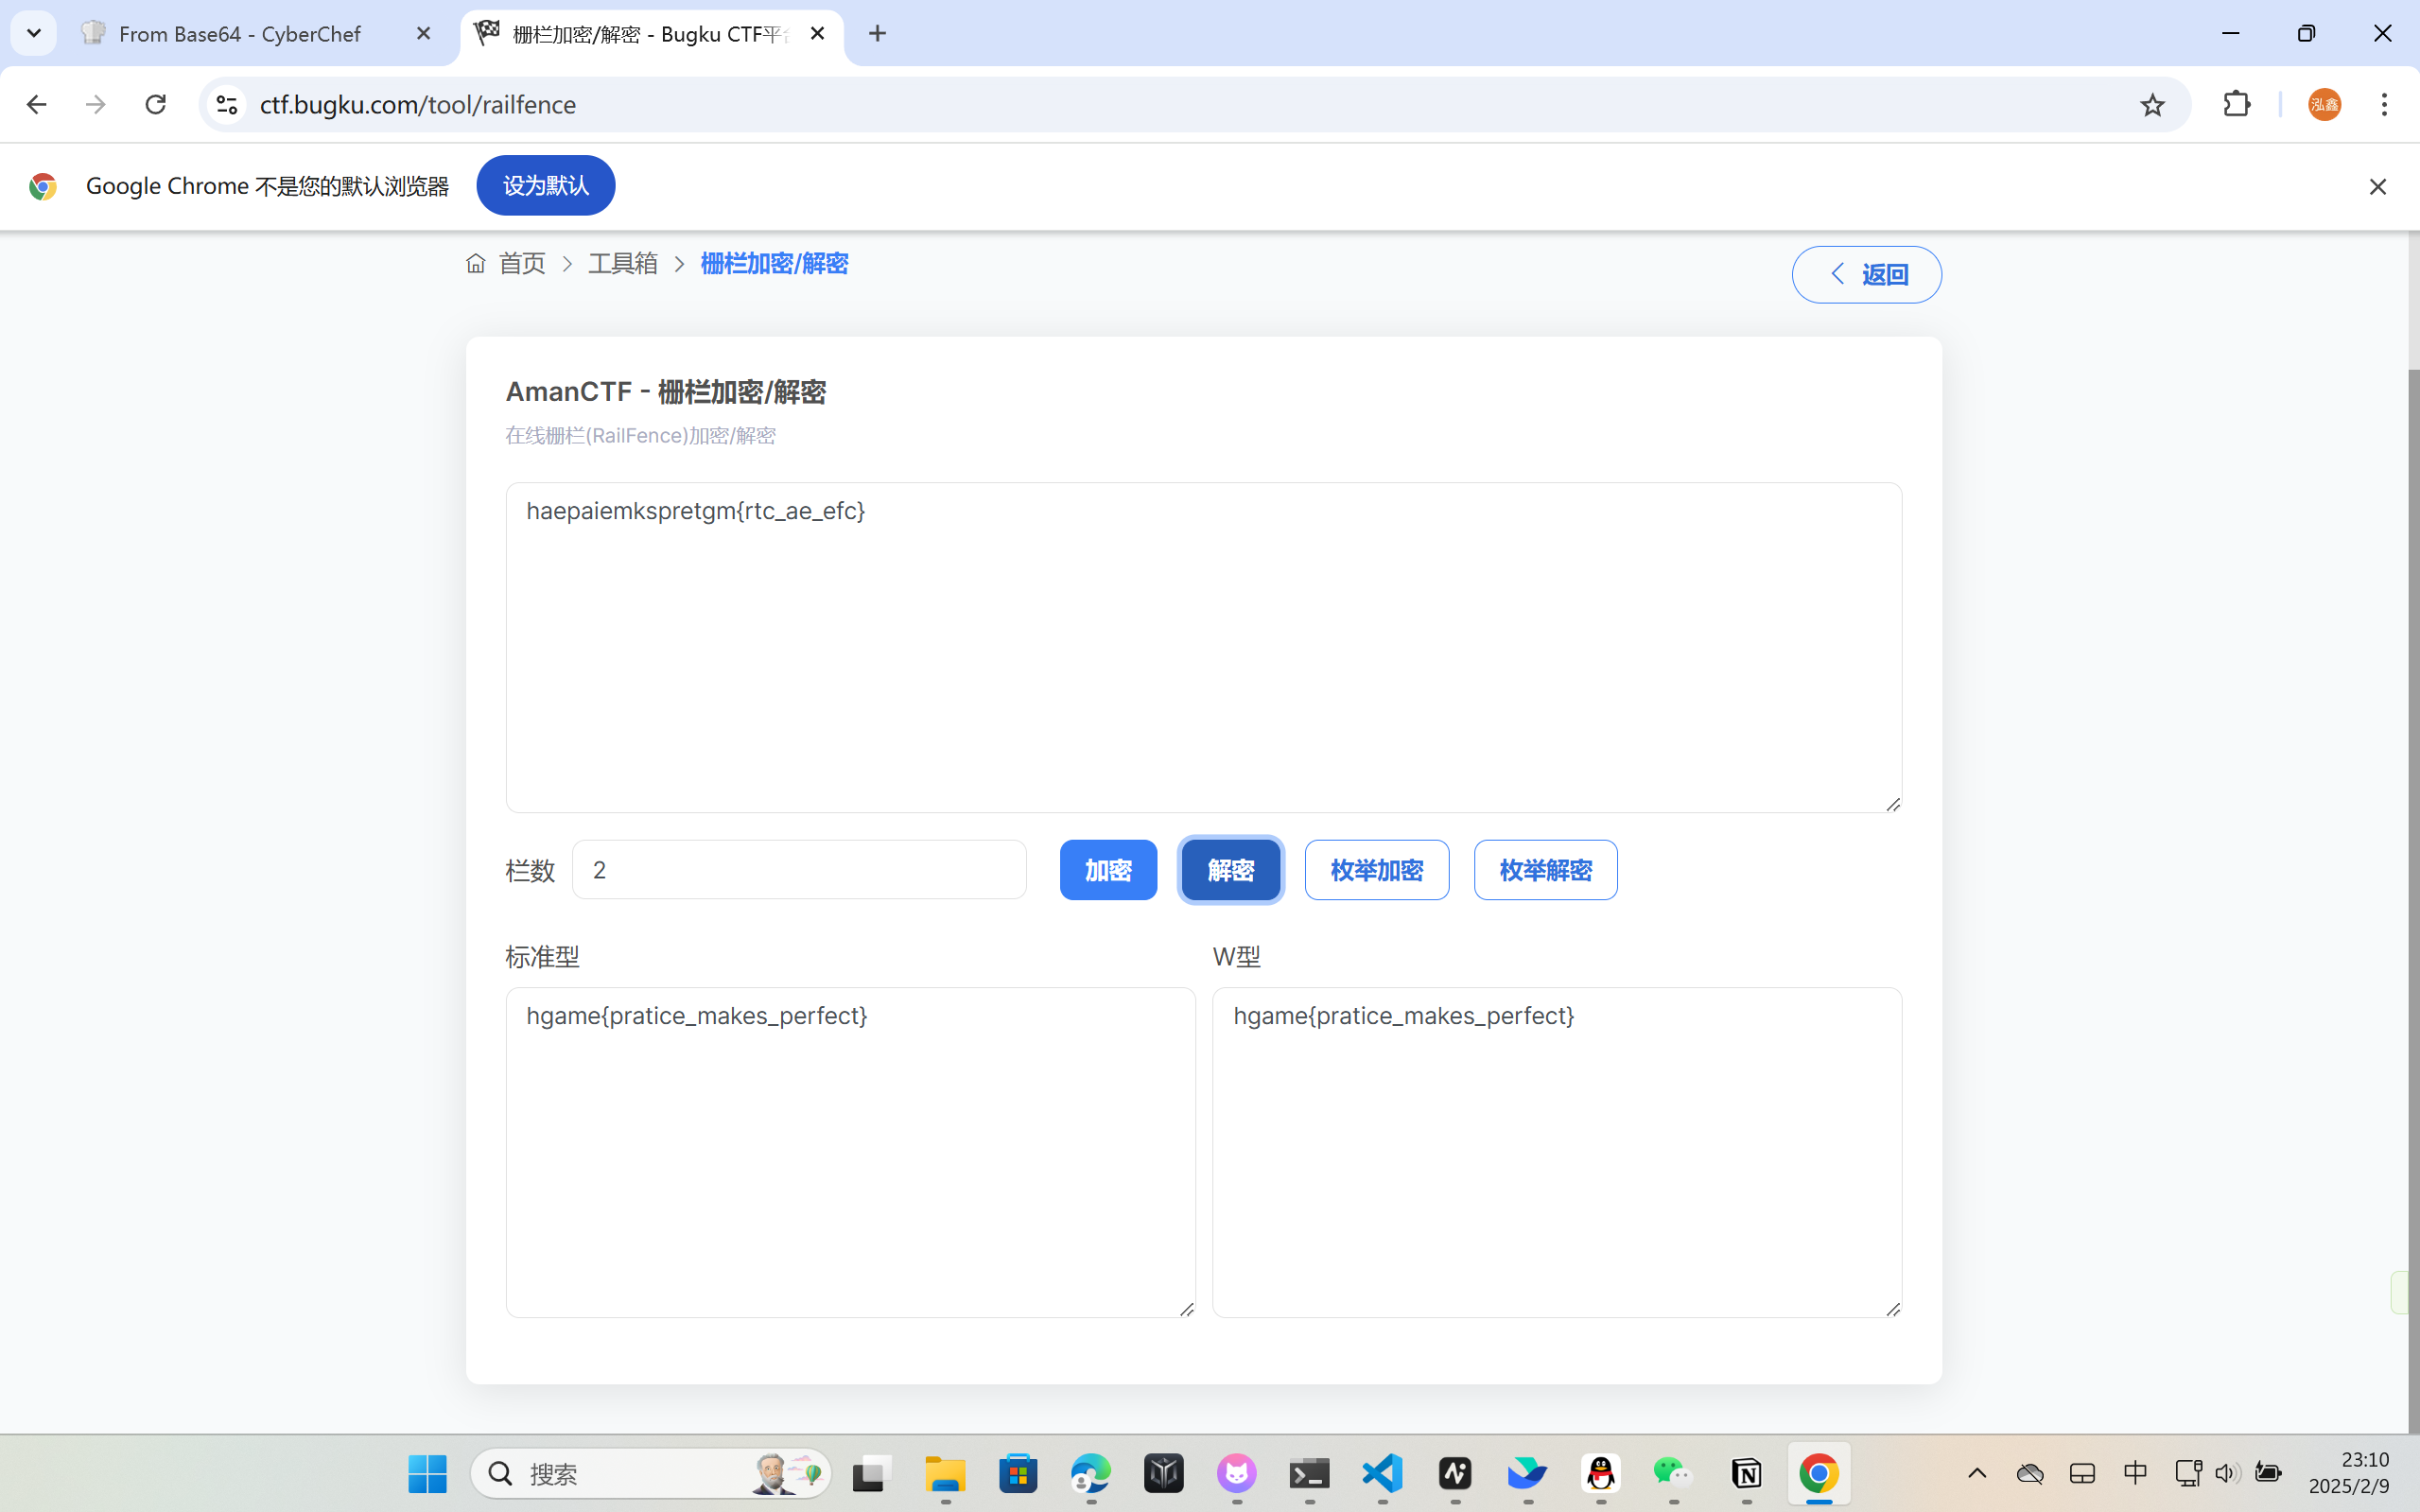 From Base64 - CyberChef
栅栏加密/解密 - Bugku CTF平
ctf.bugku.com/tool/railfence
泓鑫
Google Chrome 不是您的默认浏览器
设为默认
首页 > 工具箱 > 栅栏加密/解密
返回
AmanCTF - 栅栏加密/解密
在线栅栏(RailFence)加密/解密
haepaiemkspretgm{rtc_ae_efc}
栏数 2 加密 解密 枚举加密 枚举解密
标准型 W型
hgame{pratice_makes_perfect} hgame{pratice_makes_perfect}
搜索
中
23:10
2025/2/9